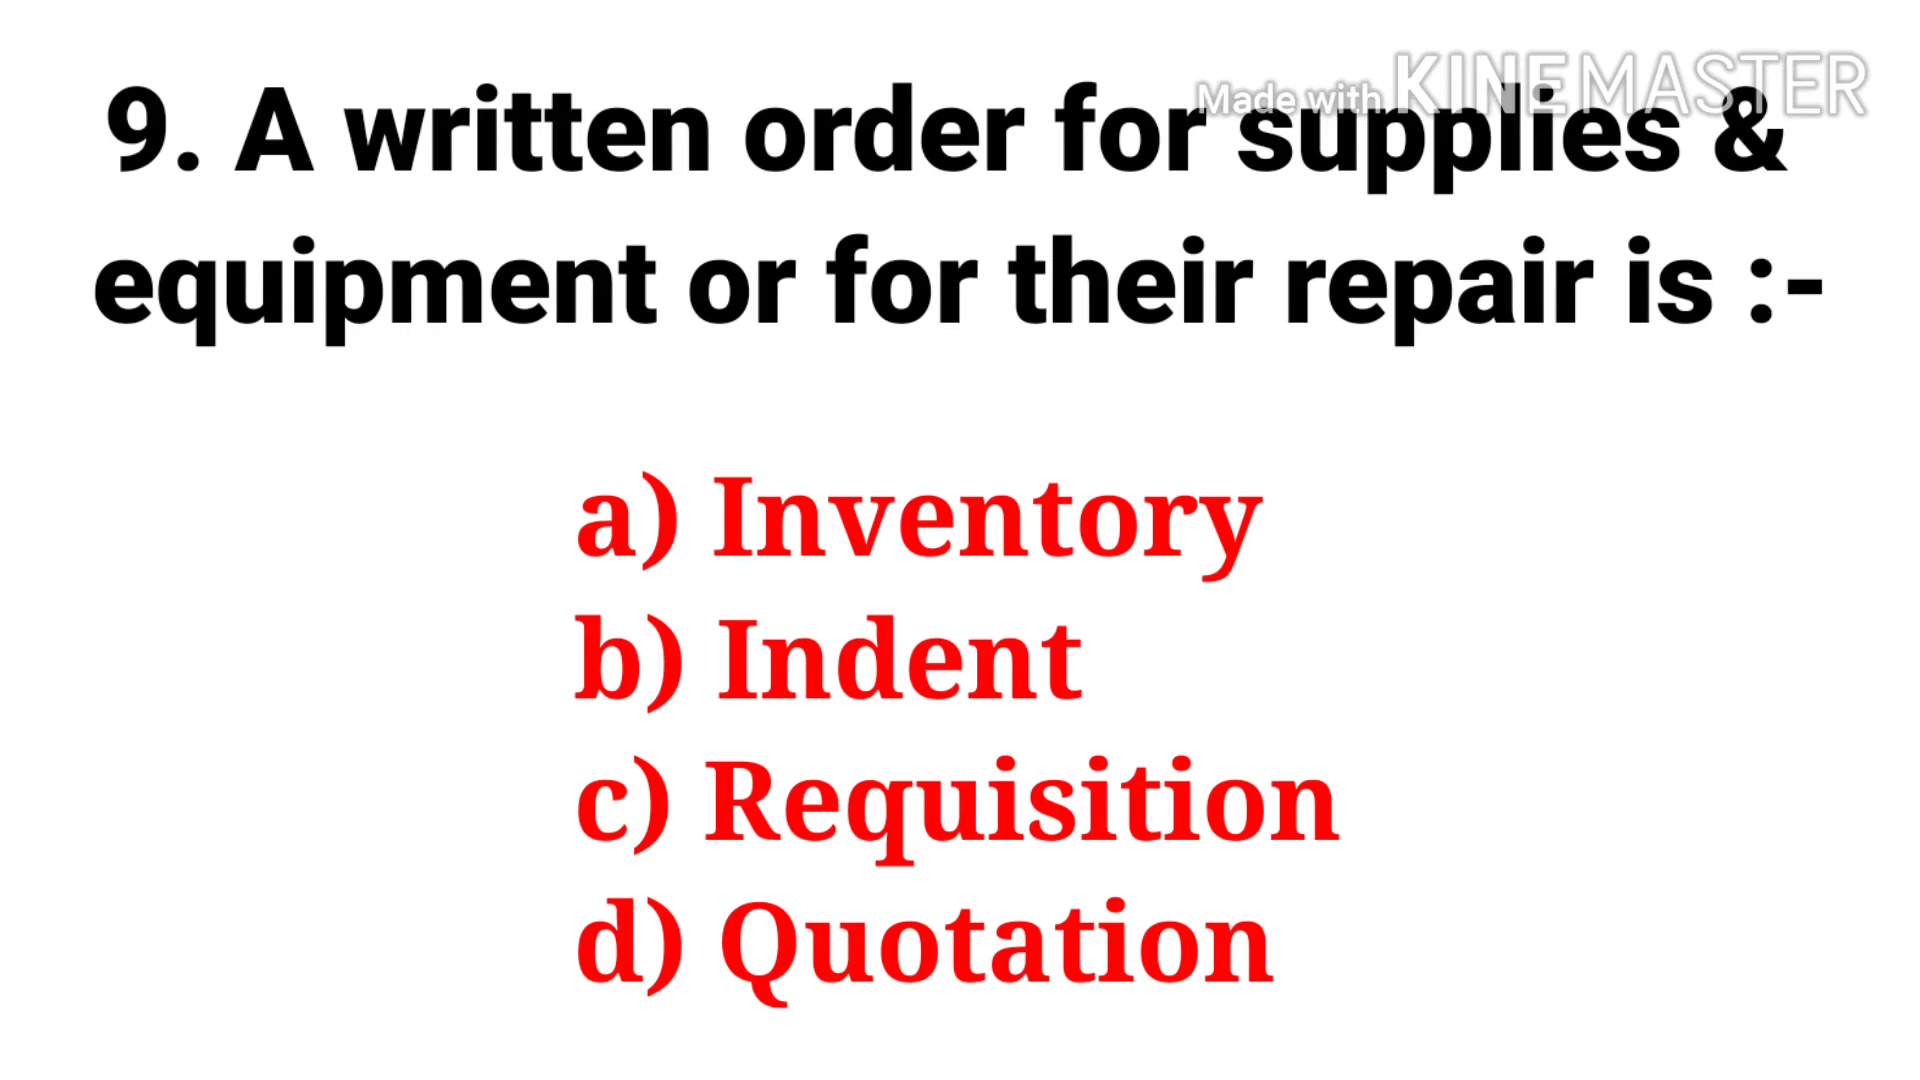 Made with KINEMASTER
9. A written order for supplies &
equipment or for their repair is :-
a) Inventory
b) Indent
c) Requisition
d) Quotation